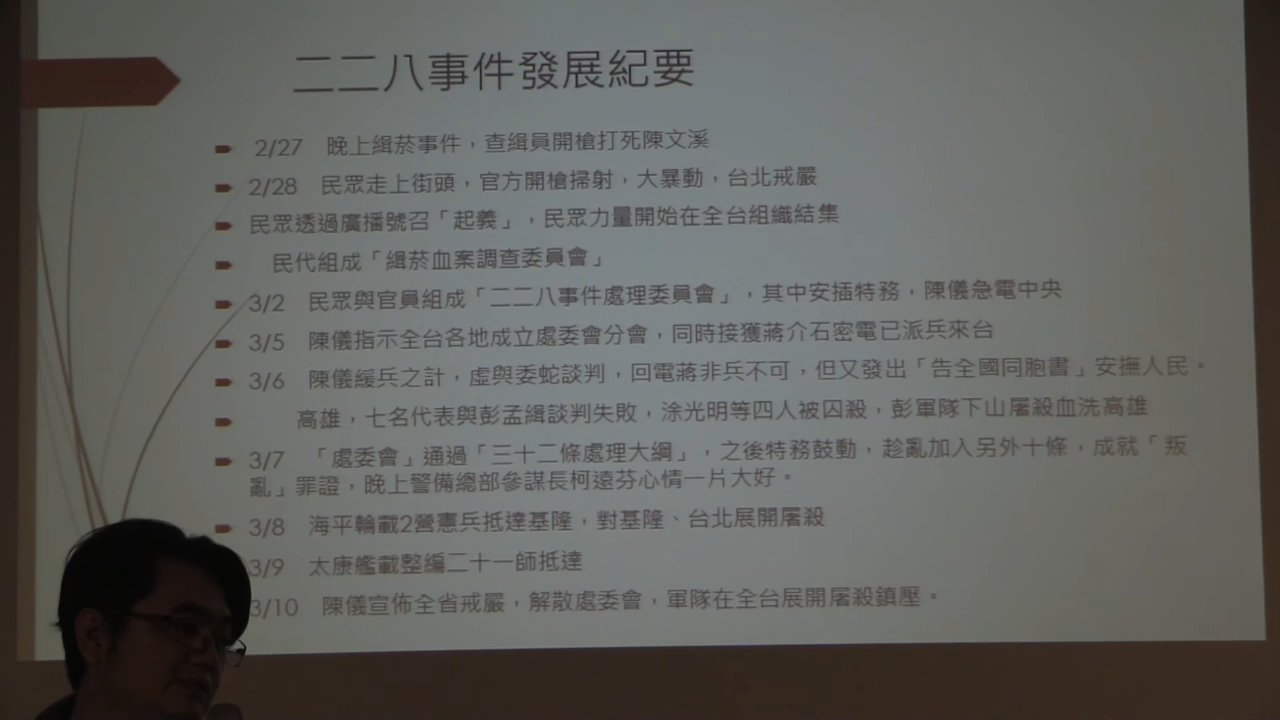 二二八事件發展紀要
2/27 晚上緝菸事件，查緝員開槍打死陳文溪
2/28 民眾走上街頭，官方開槍掃射，大暴動，台北戒嚴
民眾透過廣播號召「起義」，民眾力量開始在全台組織結集
民代組成「緝菸血案調查委員會」
3/2 民眾與官員組成「二二八事件處理委員會」，其中安插特務，陳儀急電中央
3/5 陳儀指示全台各地成立處委會分會，同時接獲蔣介石密電已派兵來台
3/6 陳儀緩兵之計，虛與委蛇談判，回電蔣非兵不可，但又發出「告全國同胞書」安撫人民。
高雄，七名代表與彭孟緝談判失敗，涂光明等四人被囚殺，彭軍隊下山屠殺血洗高雄
3/7 「處委會」通過「三十二條處理大綱」，之後特務鼓動，趁亂加入另外十條，成就「叛
亂」罪證，晚上警備總部參謀長柯遠芬心情一片大好。
3/8 海平輪載2營憲兵抵達基隆，對基隆、台北展開屠殺
3/9 太康艦載整編二十一師抵達
3/10 陳儀宣佈全省戒嚴，解散處委會，軍隊在全台展開屠殺鎮壓。